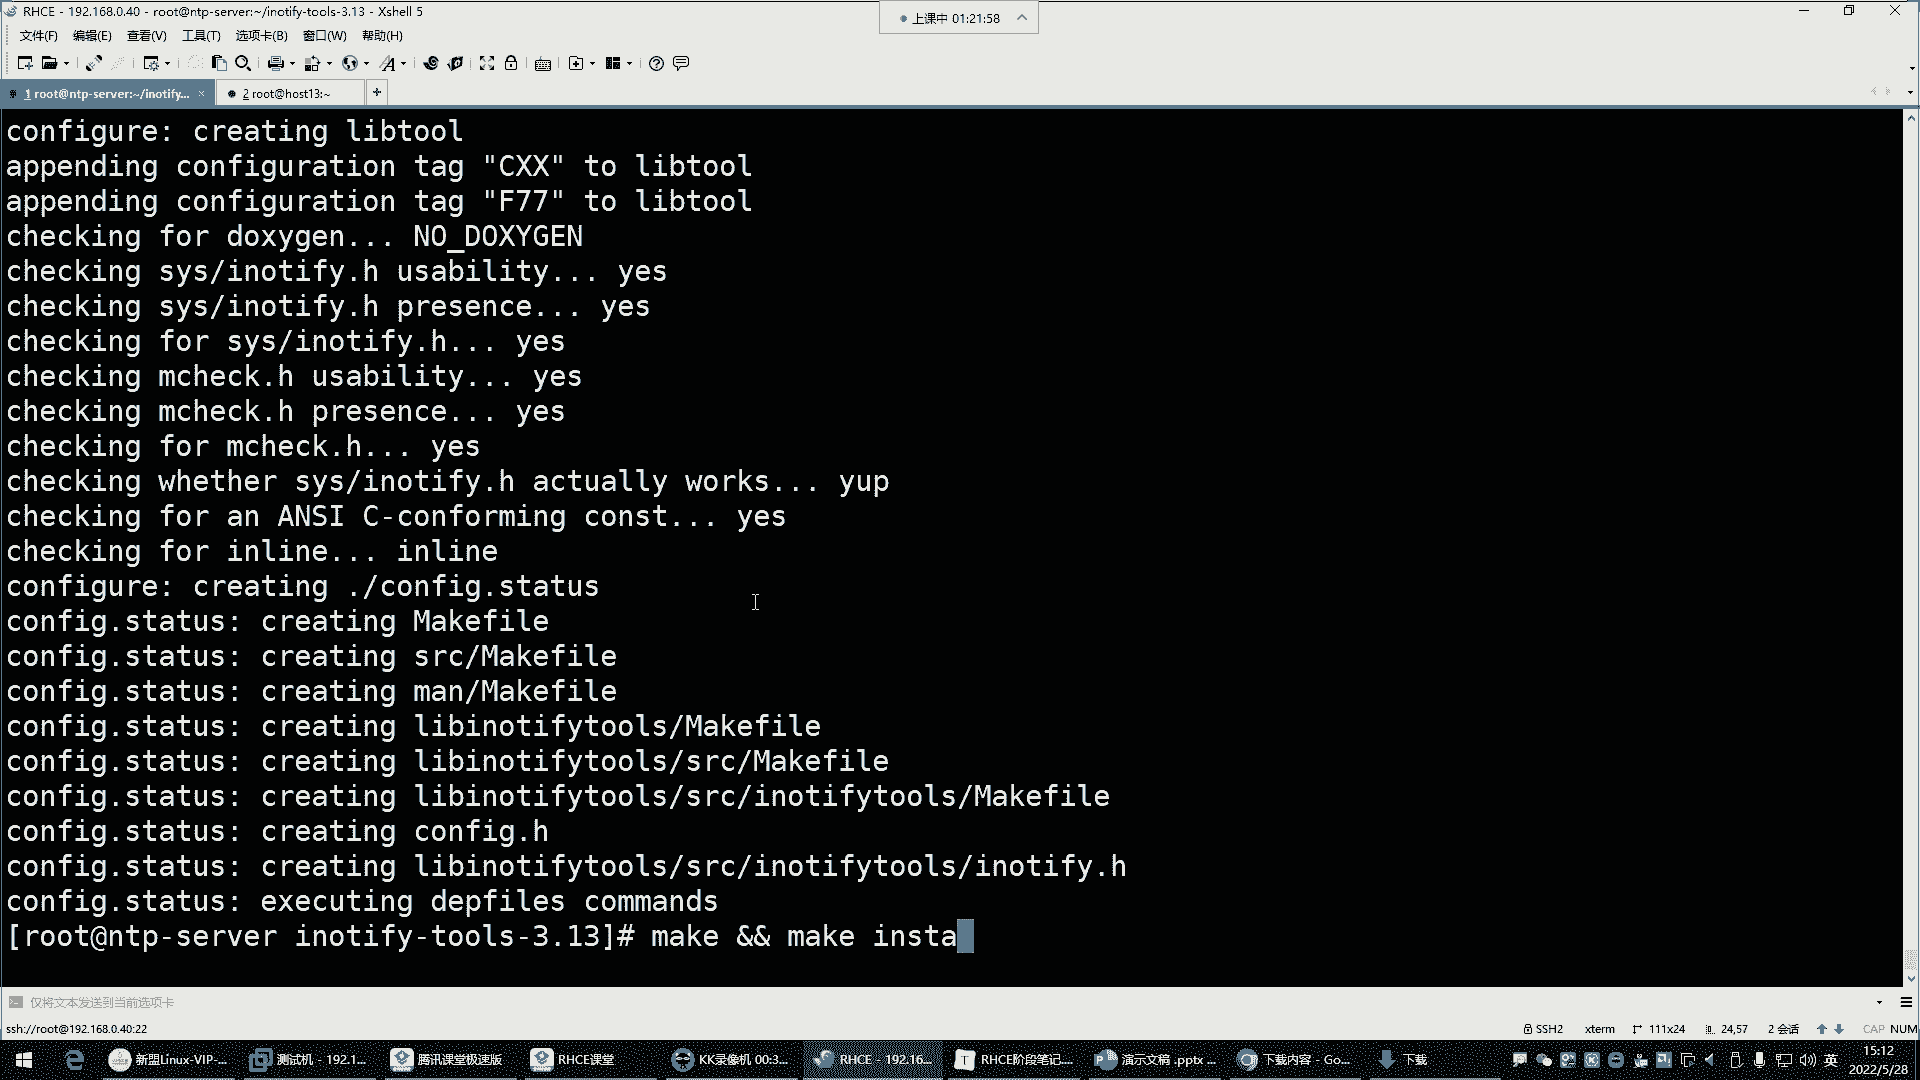 RHCE - 192.168.0.40 - root@ntp-server:~/inotify-tools-3.13 - Xshell 5
上课中 01:21:58
文件(F) 编辑(E) 查看(V) 工具(T) 选项卡(B) 窗口(W) 帮助(H)
1 root@ntp-server:~/inotify... × 2 root@host13:~ +
configure: creating libtool
appending configuration tag "CXX" to libtool
appending configuration tag "F77" to libtool
checking for doxygen... NO_DOXYGEN
checking sys/inotify.h usability... yes
checking sys/inotify.h presence... yes
checking for sys/inotify.h... yes
checking mcheck.h usability... yes
checking mcheck.h presence... yes
checking for mcheck.h... yes
checking whether sys/inotify.h actually works... yup
checking for an ANSI C-conforming const... yes
checking for inline... inline
configure: creating ./config.status
config.status: creating Makefile
config.status: creating src/Makefile
config.status: creating man/Makefile
config.status: creating libinotifytools/Makefile
config.status: creating libinotifytools/src/Makefile
config.status: creating libinotifytools/src/inotifytools/Makefile
config.status: creating config.h
config.status: creating libinotifytools/src/inotifytools/inotify.h
config.status: executing depfiles commands
[root@ntp-server inotify-tools-3.13]# make && make insta
仅将文本发送到当前选项卡
ssh://root@192.168.0.40:22 SSH2 xterm 111x24 24,57 2 会话 CAP NUM
新盟Linux-VIP-... 测试机 - 192.1... 腾讯课堂极速版 RHCE课堂 KK录像机 00:3... RHCE - 192.16... RHCE阶段笔记.... 演示文稿 .pptx ... 下载内容 - Go... 下载 英 15:12
2022/5/28